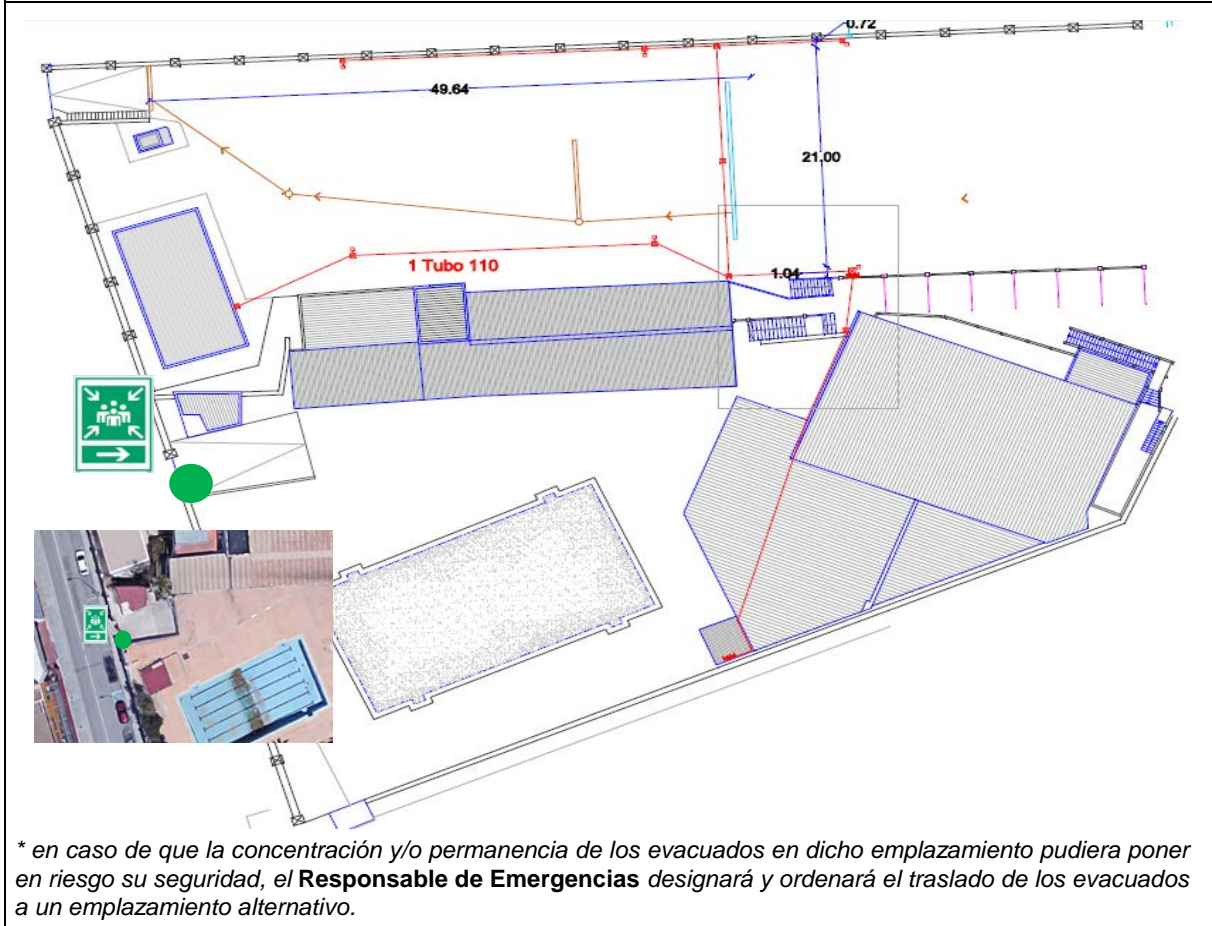 0.72
49.64
21.00
1.04
1 Tubo 110
* en caso de que la concentración y/o permanencia de los evacuados en dicho emplazamiento pudiera poner
en riesgo su seguridad, el Responsable de Emergencias designará y ordenará el traslado de los evacuados
a un emplazamiento alternativo.